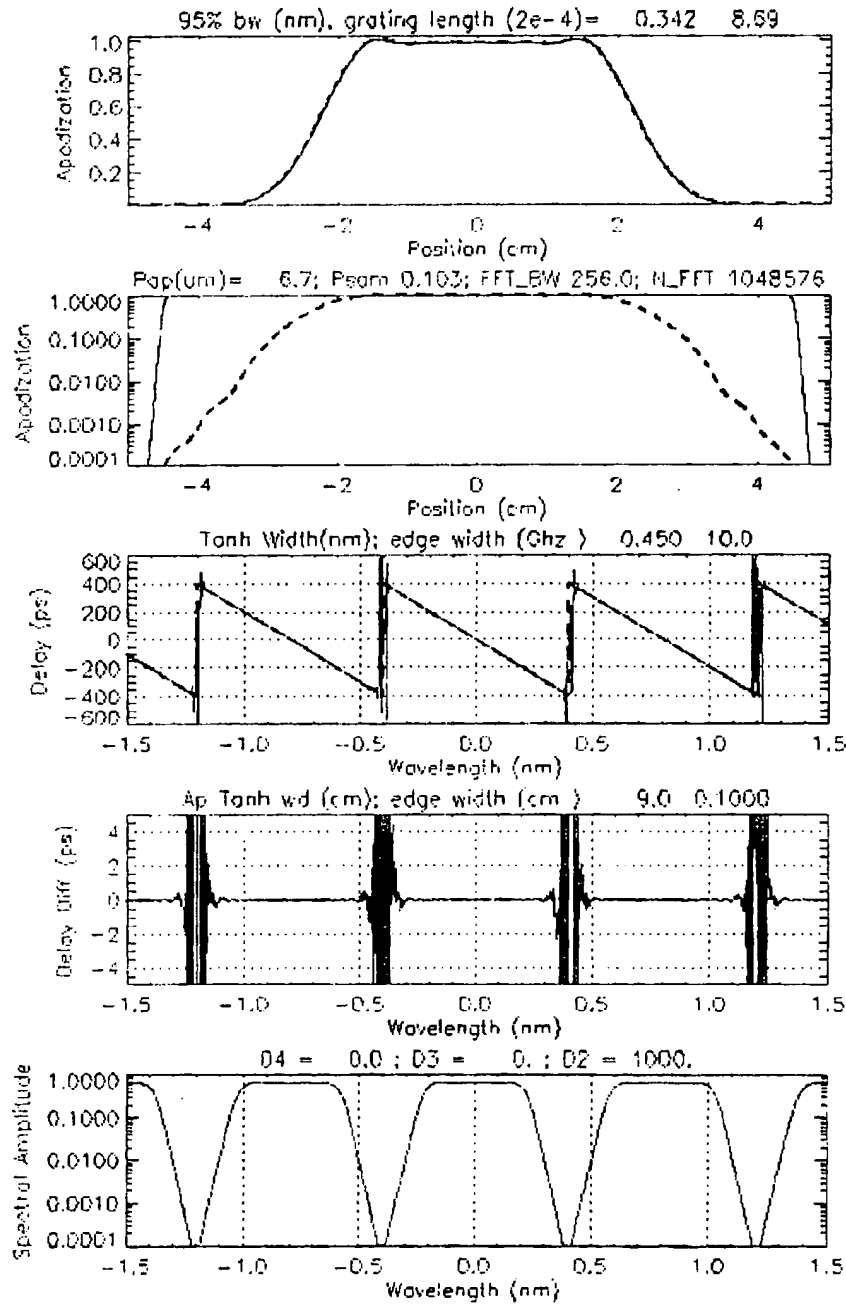 95% bw (nm), grating length (2e-4)= 0.342 8.69
1.0
0.8
0.6
0.4
0.2
Apodization
-4 -2 0 2 4
Position (cm)
Pap(um)= 6.7; Psam 0.103; FFT_BW 256.0; N_FFT 1048576
1.0000
0.1000
0.0100
0.0010
0.0001
Apodization
-4 -2 0 2 4
Position (cm)
Tanh Width(nm); edge width (Ghz ) 0.450 10.0
600
400
200
0
-200
-400
-600
Delay (ps)
-1.5 -1.0 -0.5 0.0 0.5 1.0 1.5
Wavelength (nm)
Ap Tanh wd (cm); edge width (cm ) 9.0 0.1000
4
2
0
-2
-4
Delay Diff (ps)
-1.5 -1.0 -0.5 0.0 0.5 1.0 1.5
Wavelength (nm)
D4 = 0.0 ; D3 = 0. ; D2 = 1000.
1.0000
0.1000
0.0100
0.0010
0.0001
Spectral Amplitude
-1.5 -1.0 -0.5 0.0 0.5 1.0 1.5
Wavelength (nm)